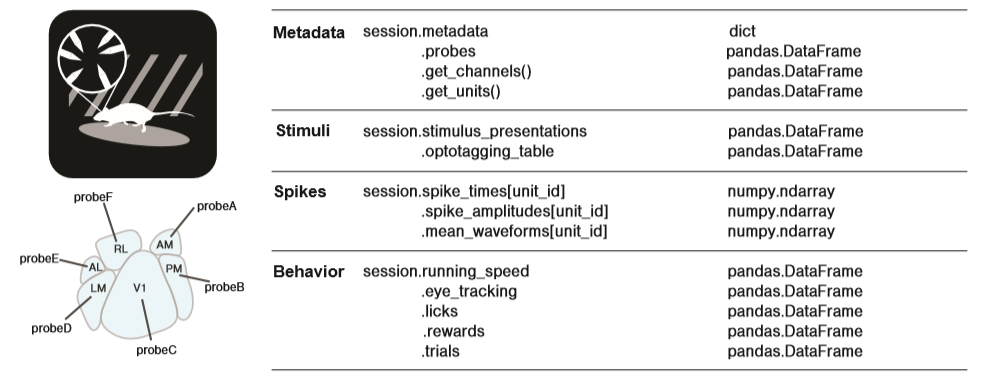 Metadata session.metadata dict
.probes pandas.DataFrame
.get_channels() pandas.DataFrame
.get_units() pandas.DataFrame
Stimuli session.stimulus_presentations pandas.DataFrame
.optotagging_table pandas.DataFrame
Spikes session.spike_times[unit_id] numpy.ndarray
.spike_amplitudes[unit_id] numpy.ndarray
.mean_waveforms[unit_id] numpy.ndarray
Behavior session.running_speed pandas.DataFrame
.eye_tracking pandas.DataFrame
.licks pandas.DataFrame
.rewards pandas.DataFrame
.trials pandas.DataFrame
probeF
probeA
RL
AM
probeE
AL
PM
LM
V1
probeB
probeD
probeC